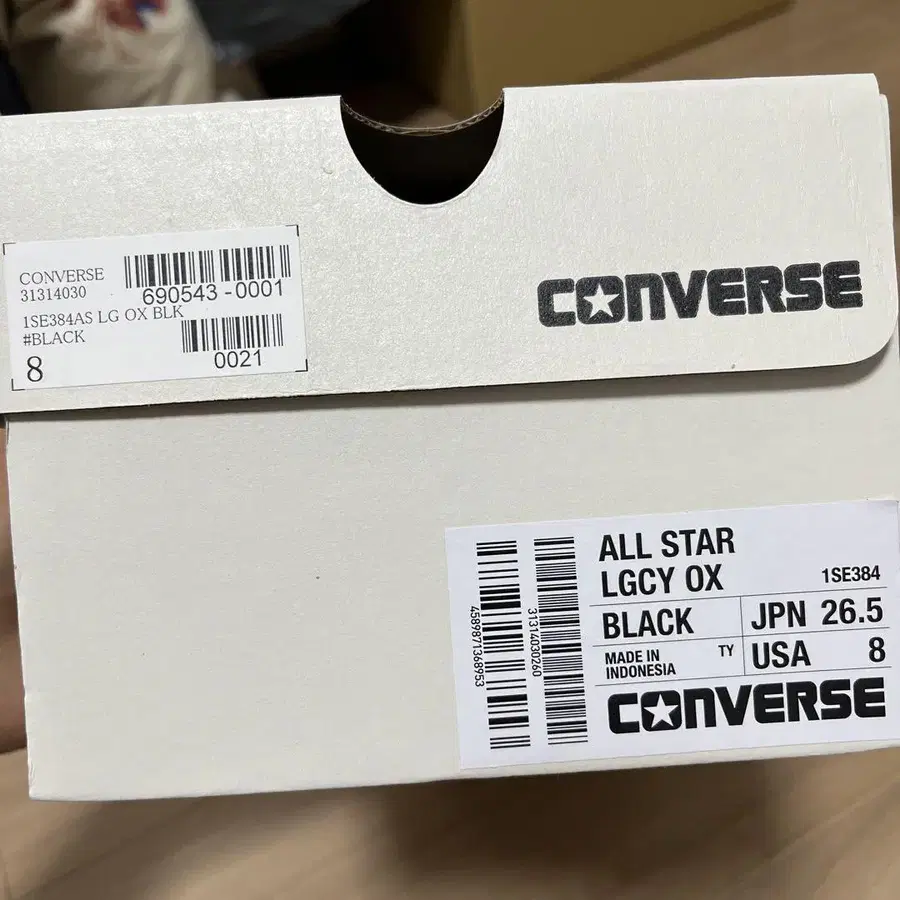 CONVERSE
31314030
690543-0001
1SE384AS LG OX BLK
#BLACK
0021
8
CONVERSE
4589871368953
31314030260
ALL STAR
LGCY OX
1SE384
BLACK
JPN 26.5
MADE IN
INDONESIA
TY
USA 8
CONVERSE